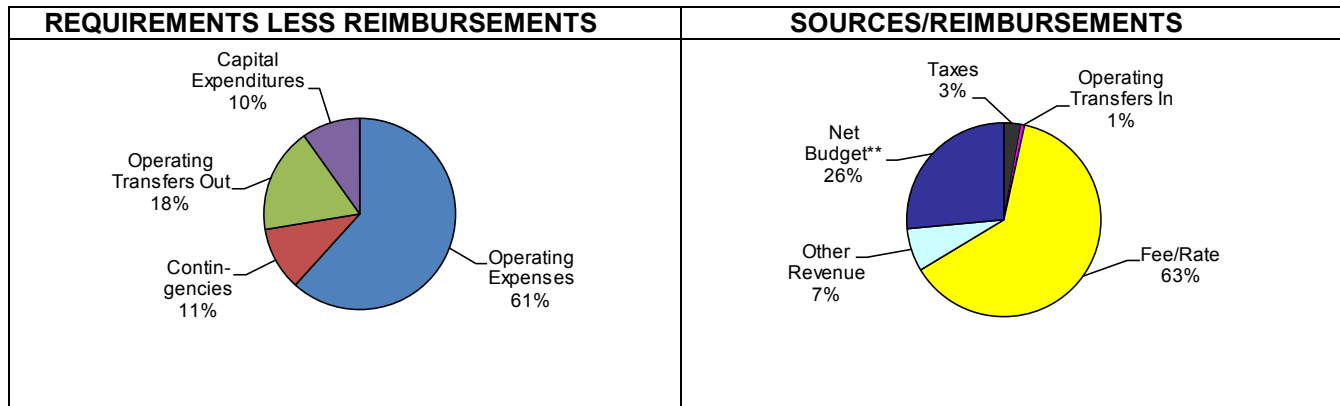 REQUIREMENTS LESS REIMBURSEMENTS
Capital
Expenditures
10%
Operating
Transfers Out
18%
Contin-
gencies
11%
Operating
Expenses
61%
SOURCES/REIMBURSEMENTS
Taxes
3%
Operating
Transfers In
1%
Net
Budget**
26%
Other
Revenue
7%
Fee/Rate
63%